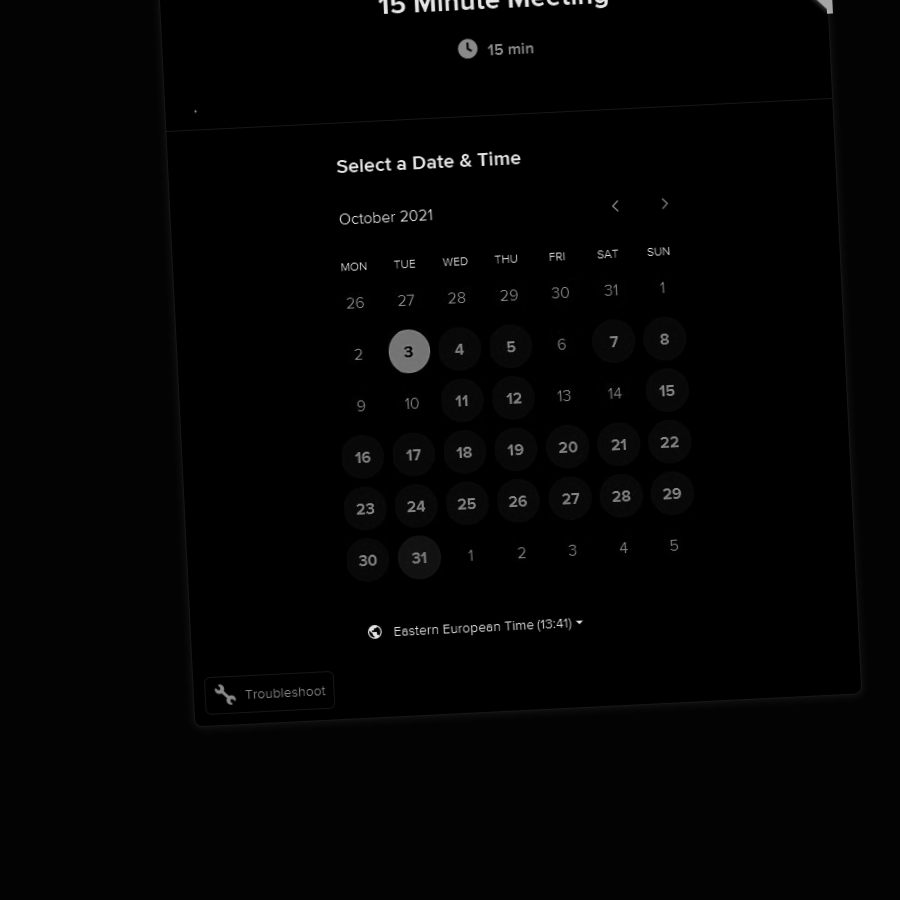 15 Minute Meeting
15 min
Select a Date & Time
October 2021
MON TUE WED THU FRI SAT SUN
26 27 28 29 30 31 1
2 3 4 5 6 7 8
9 10 11 12 13 14 15
16 17 18 19 20 21 22
23 24 25 26 27 28 29
30 31 1 2 3 4 5
Eastern European Time (13:41)
Troubleshoot